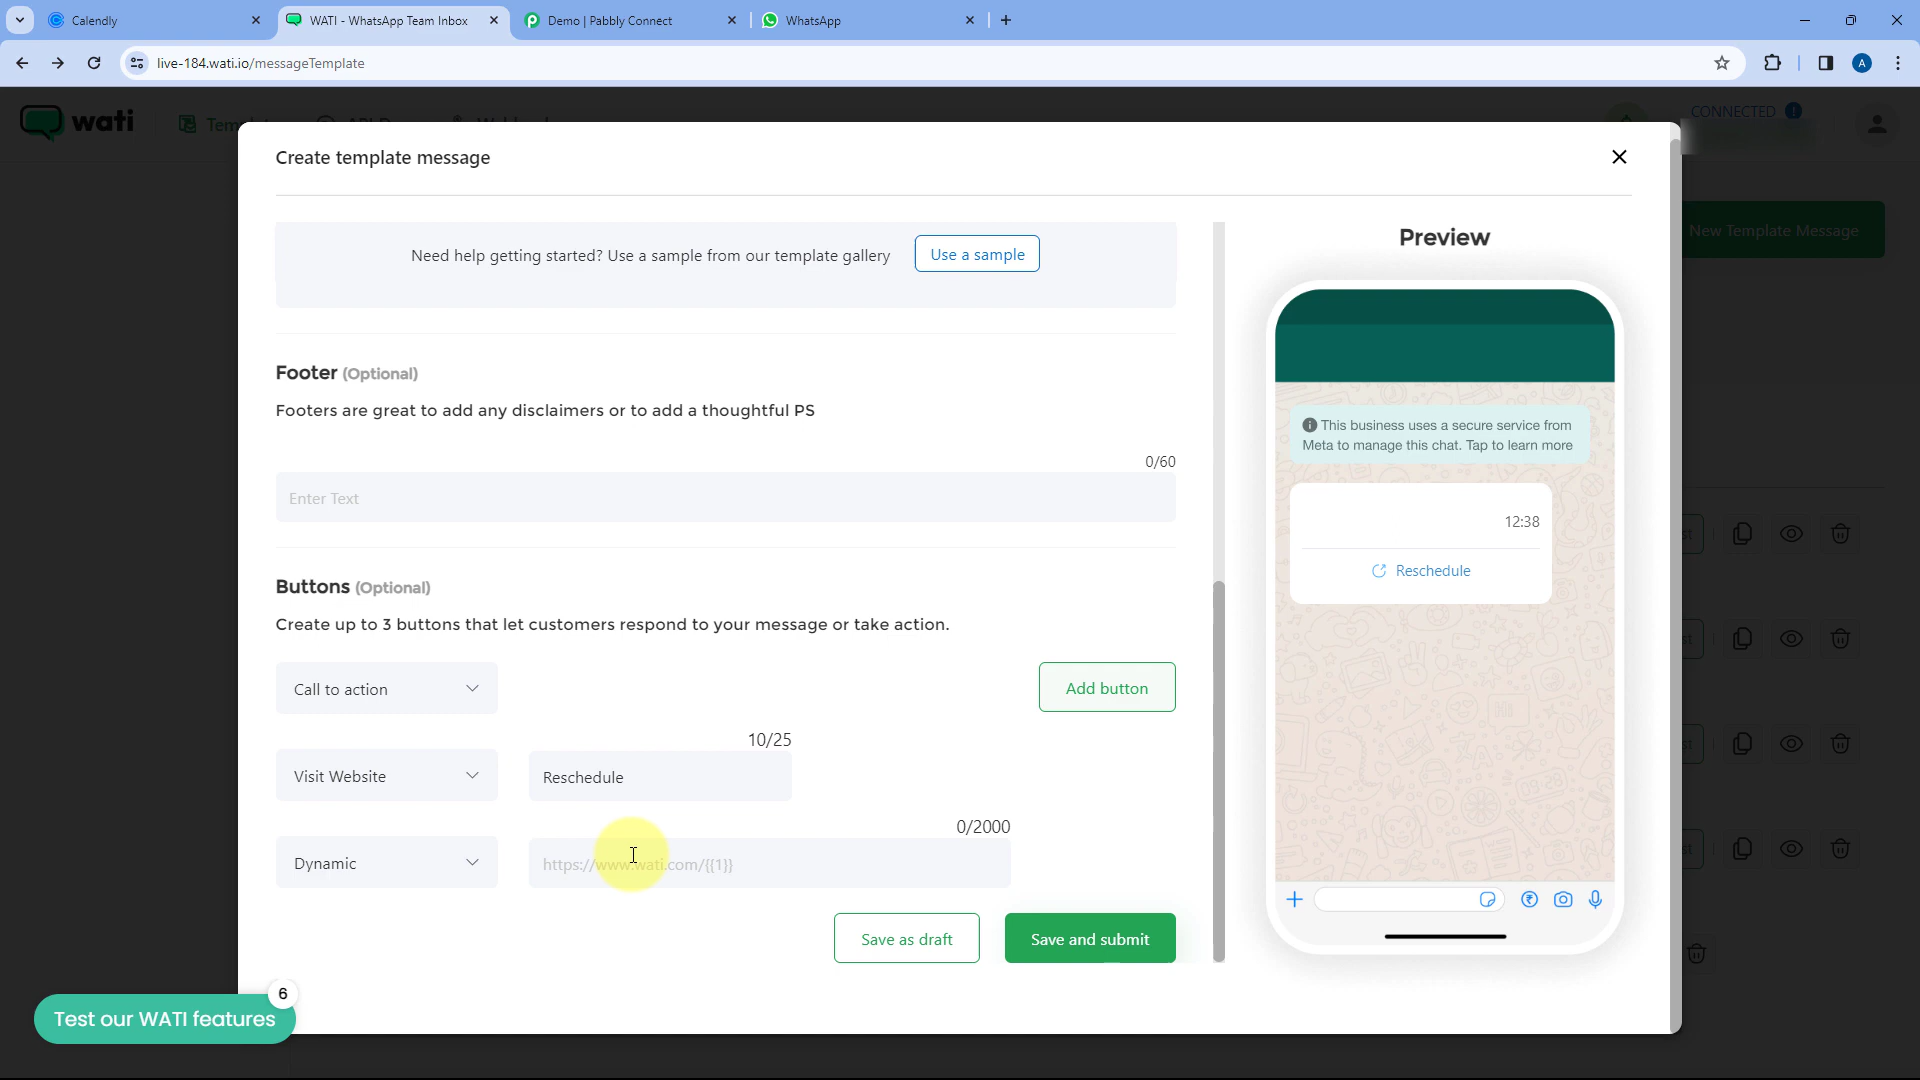 Calendly
WATI - WhatsApp Team Inbox
Demo | Pabbly Connect
WhatsApp
live-184.wati.io/messageTemplate
A
wati
CONNECTED
Create template message
New Template Message
Need help getting started? Use a sample from our template gallery
Use a sample
Footer (Optional)
Footers are great to add any disclaimers or to add a thoughtful PS
0/60
Enter Text
Buttons (Optional)
Create up to 3 buttons that let customers respond to your message or take action.
Call to action
Add button
10/25
Visit Website
Reschedule
0/2000
Dynamic
https://www.wati.com/{{1}}
Save as draft
Save and submit
Preview
This business uses a secure service from
Meta to manage this chat. Tap to learn more
12:38
Reschedule
6
Test our WATI features